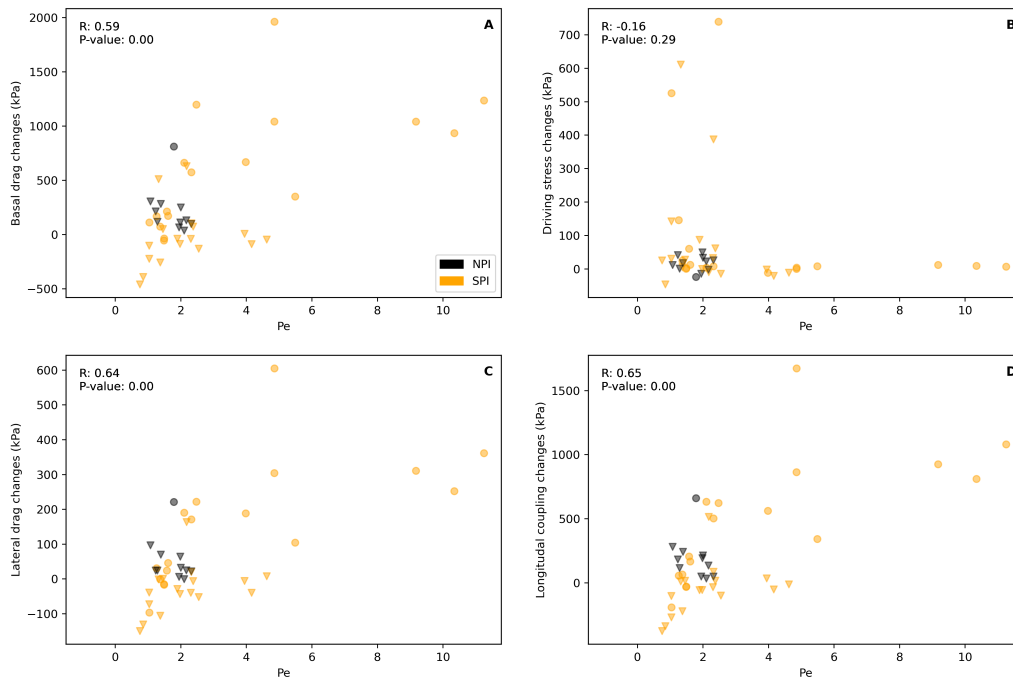 A
R: 0.59
P-value: 0.00
2000
1500
1000
500
0
−500
Basal drag changes (kPa)
NPI
SPI
0 2 4 6 8 10
Pe
B
R: -0.16
P-value: 0.29
700
600
500
400
300
200
100
0
Driving stress changes (kPa)
0 2 4 6 8 10
Pe
C
R: 0.64
P-value: 0.00
600
500
400
300
200
100
0
−100
Lateral drag changes (kPa)
0 2 4 6 8 10
Pe
D
R: 0.65
P-value: 0.00
1500
1000
500
0
Longitudal coupling changes (kPa)
0 2 4 6 8 10
Pe